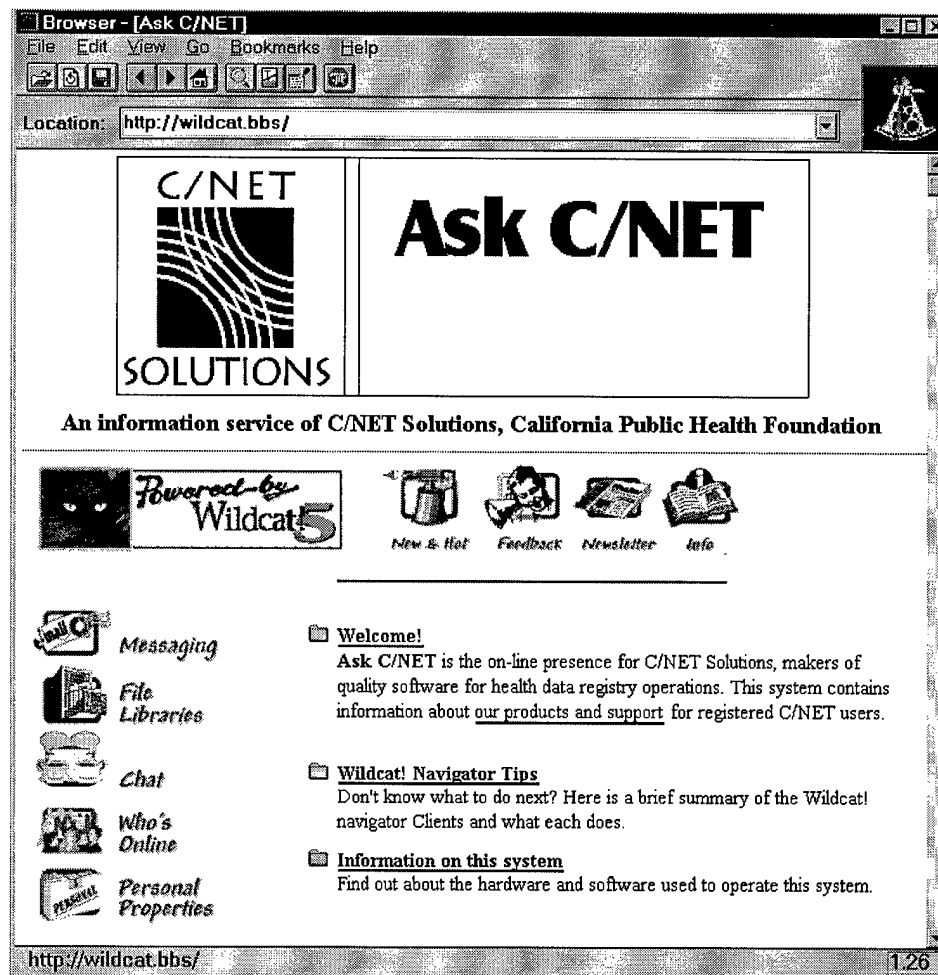 Browser - [Ask C/NET]
File Edit View Go Bookmarks Help
Location: http://wildcat.bbs/
C/NET
SOLUTIONS
Ask C/NET
An information service of C/NET Solutions, California Public Health Foundation
Powered-by
Wildcat! 5
New & Hot Feedback Newsletter Info
e-mail
Messaging
File
Libraries
Chat
Who's
Online
PERSONAL
Personal
Properties
Welcome!
Ask C/NET is the on-line presence for C/NET Solutions, makers of
quality software for health data registry operations. This system contains
information about our products and support for registered C/NET users.
Wildcat! Navigator Tips
Don't know what to do next? Here is a brief summary of the Wildcat!
navigator Clients and what each does.
Information on this system
Find out about the hardware and software used to operate this system.
http://wildcat.bbs/
1.26